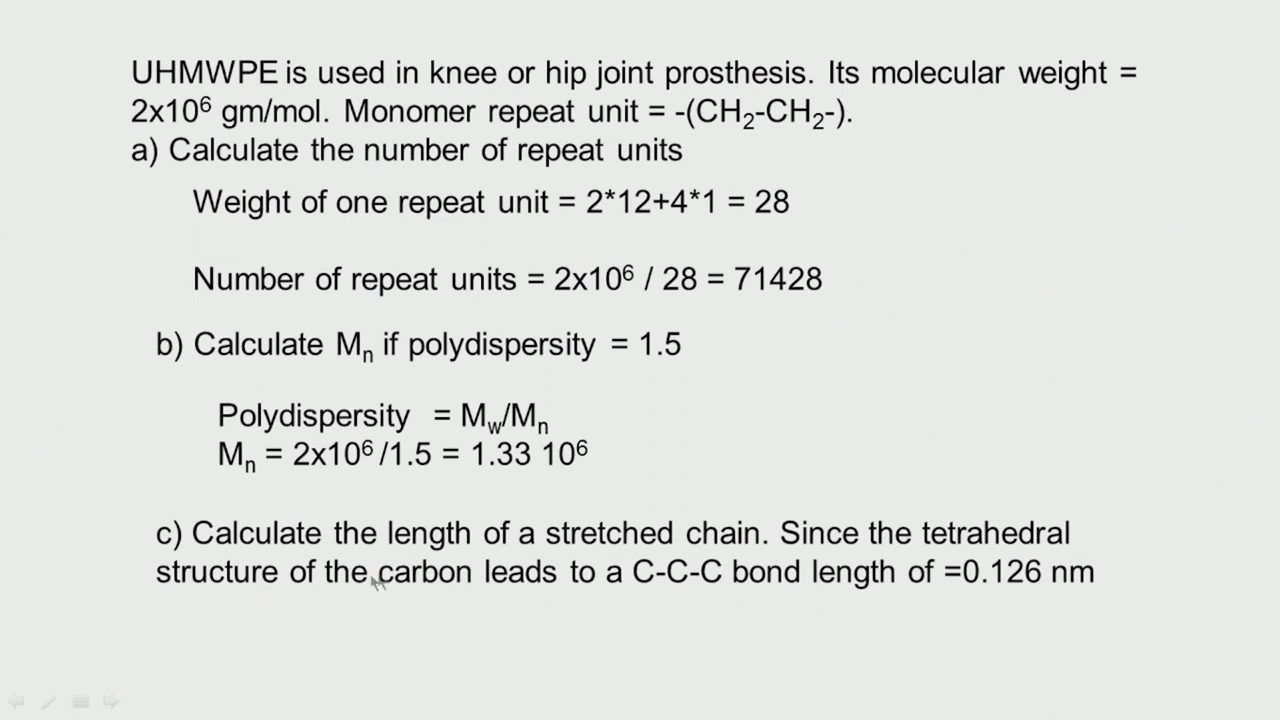 UHMWPE is used in knee or hip joint prosthesis. Its molecular weight =
2x10⁶ gm/mol. Monomer repeat unit = -(CH₂-CH₂-).
a) Calculate the number of repeat units
Weight of one repeat unit = 2*12+4*1 = 28
Number of repeat units = 2x10⁶ / 28 = 71428
b) Calculate Mₙ if polydispersity = 1.5
Polydispersity = M_w/Mₙ
Mₙ = 2x10⁶ /1.5 = 1.33 10⁶
c) Calculate the length of a stretched chain. Since the tetrahedral
structure of the carbon leads to a C-C-C bond length of =0.126 nm